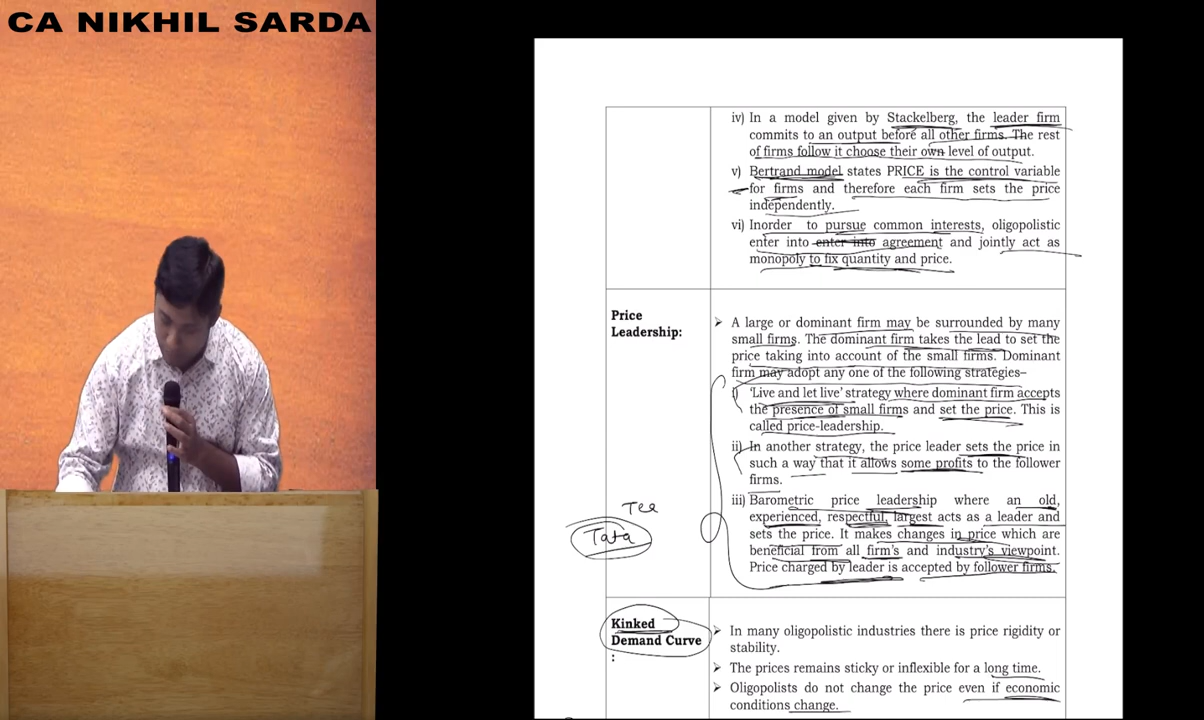 CA NIKHIL SARDA
iv) In a model given by Stackelberg, the leader firm
commits to an output before all other firms. The rest
of firms follow it choose their own level of output.
v) Bertrand model states PRICE is the control variable
for firms and therefore each firm sets the price
independently.
vi) Inorder to pursue common interests, oligopolistic
enter into enter into agreement and jointly act as
monopoly to fix quantity and price.
Price
Leadership:
➢ A large or dominant firm may be surrounded by many
small firms. The dominant firm takes the lead to set the
price taking into account of the small firms. Dominant
firm may adopt any one of the following strategies–
i) 'Live and let live' strategy where dominant firm accepts
the presence of small firms and set the price. This is
called price-leadership.
ii) In another strategy, the price leader sets the price in
such a way that it allows some profits to the follower
firms.
iii) Barometric price leadership where an old,
experienced, respectful, largest acts as a leader and
sets the price. It makes changes in price which are
beneficial from all firm's and industry's viewpoint.
Price charged by leader is accepted by follower firms.
Tea
Tata
Kinked
Demand Curve
:
➢ In many oligopolistic industries there is price rigidity or
stability.
➢ The prices remains sticky or inflexible for a long time.
➢ Oligopolists do not change the price even if economic
conditions change.